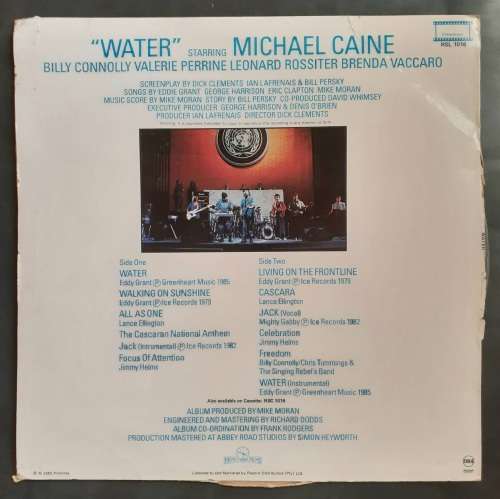 RSL 1016
"WATER" STARRING MICHAEL CAINE
BILLY CONNOLLY VALERIE PERRINE LEONARD ROSSITER BRENDA VACCARO
SCREENPLAY BY DICK CLEMENTS IAN LAFRENAIS & BILL PERSKY
SONGS BY EDDIE GRANT GEORGE HARRISON ERIC CLAPTON MIKE MORAN
MUSIC SCORE BY MIKE MORAN STORY BY BILL PERSKY CO-PRODUCED DAVID WHIMSEY
EXECUTIVE PRODUCER GEORGE HARRISON & DENIS O'BRIEN
PRODUCER IAN LAFRENAIS DIRECTOR DICK CLEMENTS
Side One
WATER
Eddy Grant Ⓟ Greenheart Music 1985
WALKING ON SUNSHINE
Eddy Grant Ⓟ Ice Records 1979
ALL AS ONE
Lance Ellington
The Cascaran National Anthem
Jack (Instrumental) Ⓟ Ice Records 1982
Focus Of Attention
Jimmy Helms
Side Two
LIVING ON THE FRONTLINE
Eddy Grant Ⓟ Ice Records 1979
CASCARA
Lance Ellington
JACK (Vocal)
Mighty Gabby Ⓟ Ice Records 1982
Celebration
Jimmy Helms
Freedom
Billy Connolly/Chris Tummings &
The Singing Rebel's Band
WATER (Instrumental)
Eddy Grant Ⓟ Greenheart Music 1985
Also available on Cassette: RSC 1016
ALBUM PRODUCED BY MIKE MORAN
ENGINEERED AND MASTERING BY RICHARD DODDS
ALBUM CO-ORDINATION BY FRANK RODGERS
PRODUCTION MASTERED AT ABBEY ROAD STUDIOS BY SIMON HEYWORTH